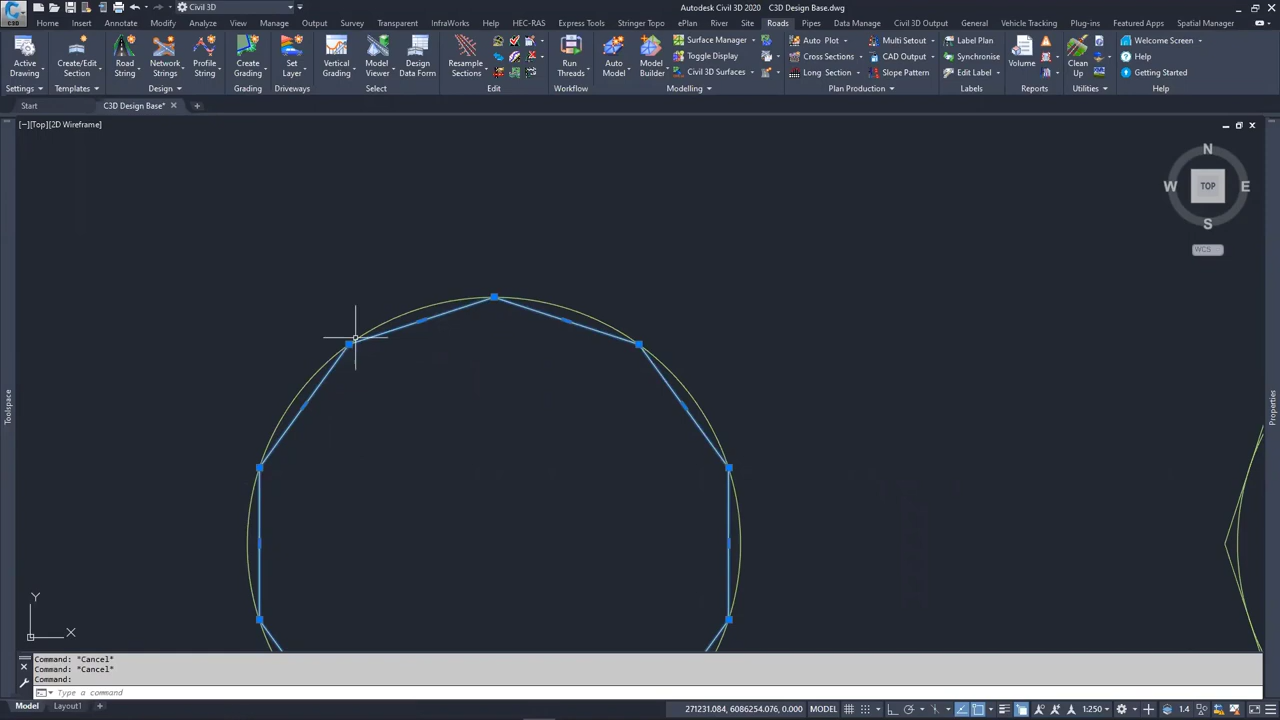 C3D
Civil 3D
Autodesk Civil 3D 2020 C3D Design Base.dwg
Home Insert Annotate Modify Analyze View Manage Output Survey Transparent InfraWorks Help HEC-RAS Express Tools Stringer Topo ePlan River Site Roads Pipes Data Manage Civil 3D Output General Vehicle Tracking Plug-ins Featured Apps Spatial Manager
Active Drawing
Create/Edit Section
Road String
Network Strings
Profile String
Create Grading
Set Layer
Vertical Grading
Model Viewer
Design Data Form
Resample Sections
Run Threads
Auto Model
Model Builder
Surface Manager
Toggle Display
Civil 3D Surfaces
Auto Plot
Cross Sections
Long Section
Multi Setout
CAD Output
Slope Pattern
Label Plan
Synchronise
Edit Label
Volume
Clean Up
Welcome Screen
Help
Getting Started
Settings Templates Design Grading Driveways Select Edit Workflow Modelling Plan Production Labels Reports Utilities Help
Start C3D Design Base*
[−][Top][2D Wireframe]
N
W TOP E
S
WCS
Toolspace
Properties
Y
X
Command: *Cancel*
Command: *Cancel*
Command:
Type a command
Model Layout1
271231.084, 6086254.076, 0.000 MODEL 1:250 1.4